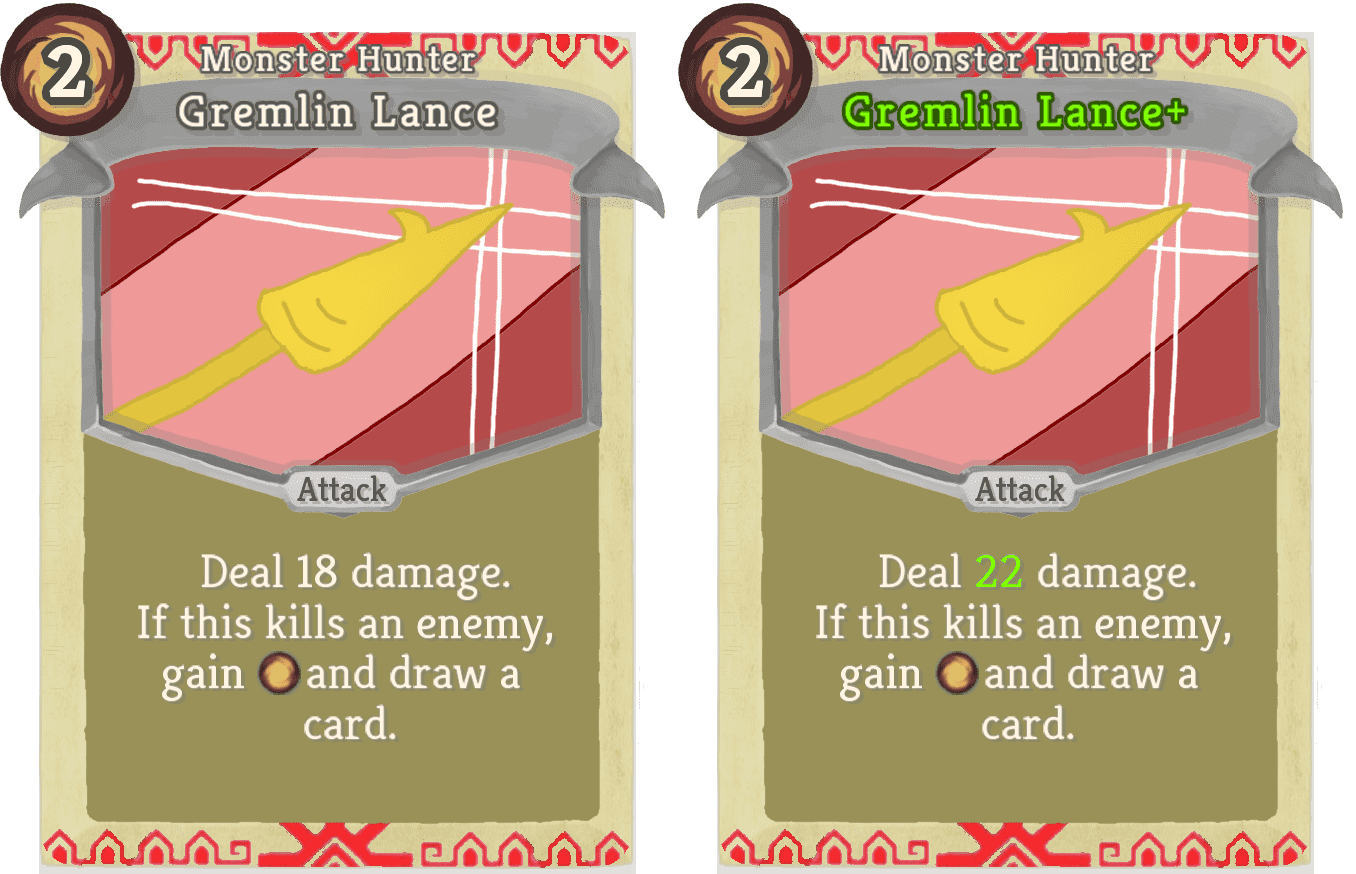 2
Monster Hunter
Gremlin Lance
Attack
Deal 18 damage.
If this kills an enemy,
gain and draw a
card.
2
Monster Hunter
Gremlin Lance+
Attack
Deal 22 damage.
If this kills an enemy,
gain and draw a
card.